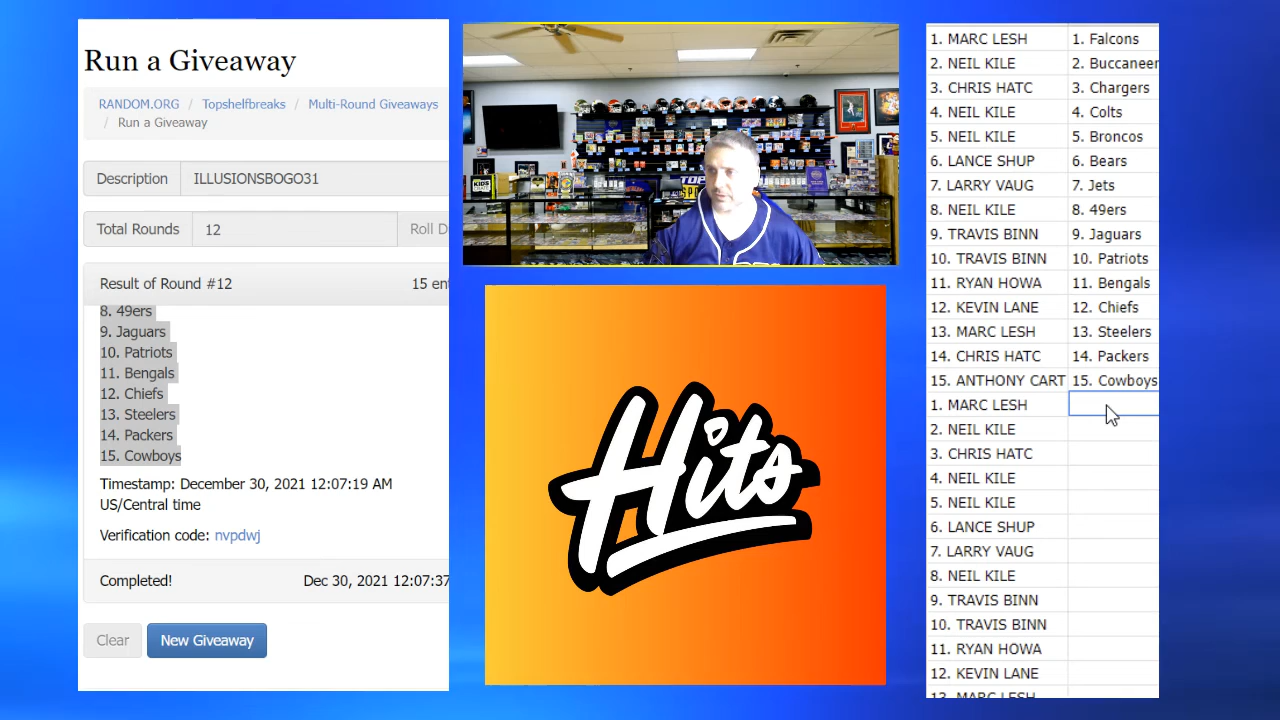 Run a Giveaway
RANDOM.ORG / Topshelfbreaks / Multi-Round Giveaways
/ Run a Giveaway
Description ILLUSIONSBOGO31
Total Rounds 12 Roll D
Result of Round #12 15 ent
8. 49ers
9. Jaguars
10. Patriots
11. Bengals
12. Chiefs
13. Steelers
14. Packers
15. Cowboys
Timestamp: December 30, 2021 12:07:19 AM
US/Central time
Verification code: nvpdwj
Completed! Dec 30, 2021 12:07:37
Clear New Giveaway
Hits
1. MARC LESH 1. Falcons
2. NEIL KILE 2. Buccaneer
3. CHRIS HATC 3. Chargers
4. NEIL KILE 4. Colts
5. NEIL KILE 5. Broncos
6. LANCE SHUP 6. Bears
7. LARRY VAUG 7. Jets
8. NEIL KILE 8. 49ers
9. TRAVIS BINN 9. Jaguars
10. TRAVIS BINN 10. Patriots
11. RYAN HOWA 11. Bengals
12. KEVIN LANE 12. Chiefs
13. MARC LESH 13. Steelers
14. CHRIS HATC 14. Packers
15. ANTHONY CART 15. Cowboys
1. MARC LESH
2. NEIL KILE
3. CHRIS HATC
4. NEIL KILE
5. NEIL KILE
6. LANCE SHUP
7. LARRY VAUG
8. NEIL KILE
9. TRAVIS BINN
10. TRAVIS BINN
11. RYAN HOWA
12. KEVIN LANE
13. MARC LESH